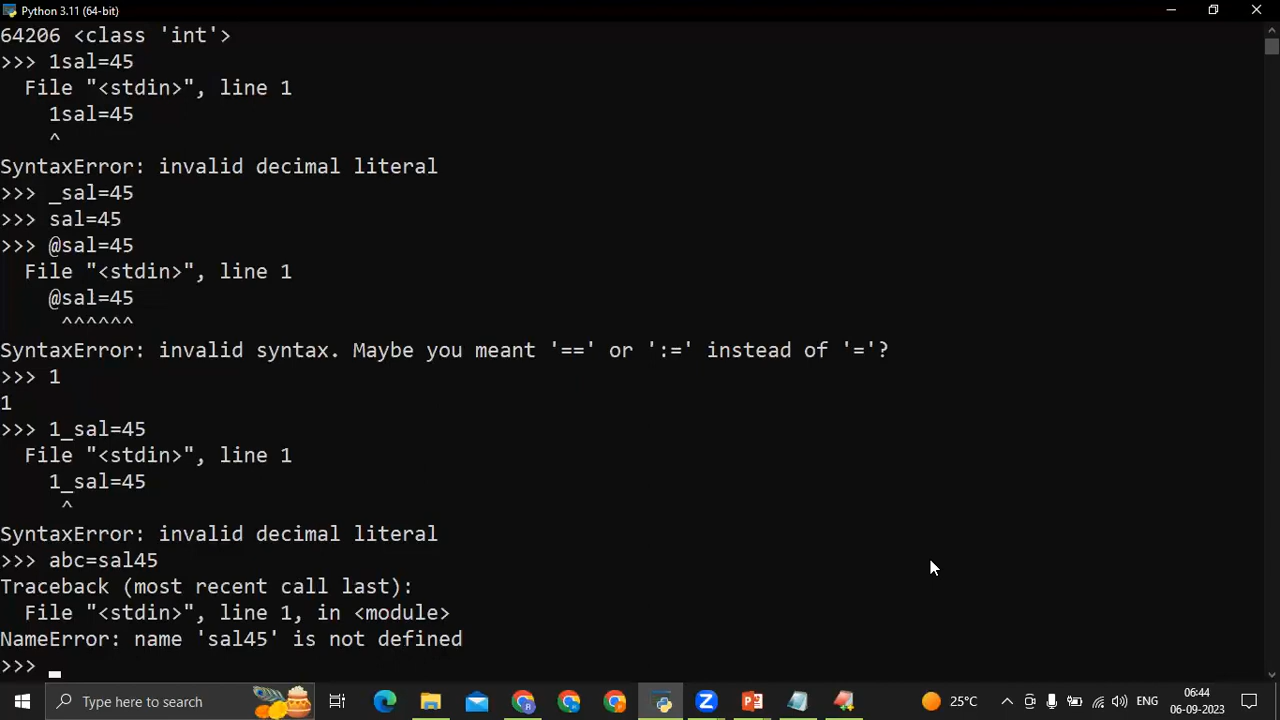 Python 3.11 (64-bit)
64206 <class 'int'>
>>> 1sal=45
  File "<stdin>", line 1
    1sal=45
    ^
SyntaxError: invalid decimal literal
>>> _sal=45
>>> sal=45
>>> @sal=45
  File "<stdin>", line 1
    @sal=45
     ^^^^^^
SyntaxError: invalid syntax. Maybe you meant '==' or ':=' instead of '='?
>>> 1
1
>>> 1_sal=45
  File "<stdin>", line 1
    1_sal=45
     ^
SyntaxError: invalid decimal literal
>>> abc=sal45
Traceback (most recent call last):
  File "<stdin>", line 1, in <module>
NameError: name 'sal45' is not defined
>>>
Type here to search
25°C
ENG
06:44
06-09-2023